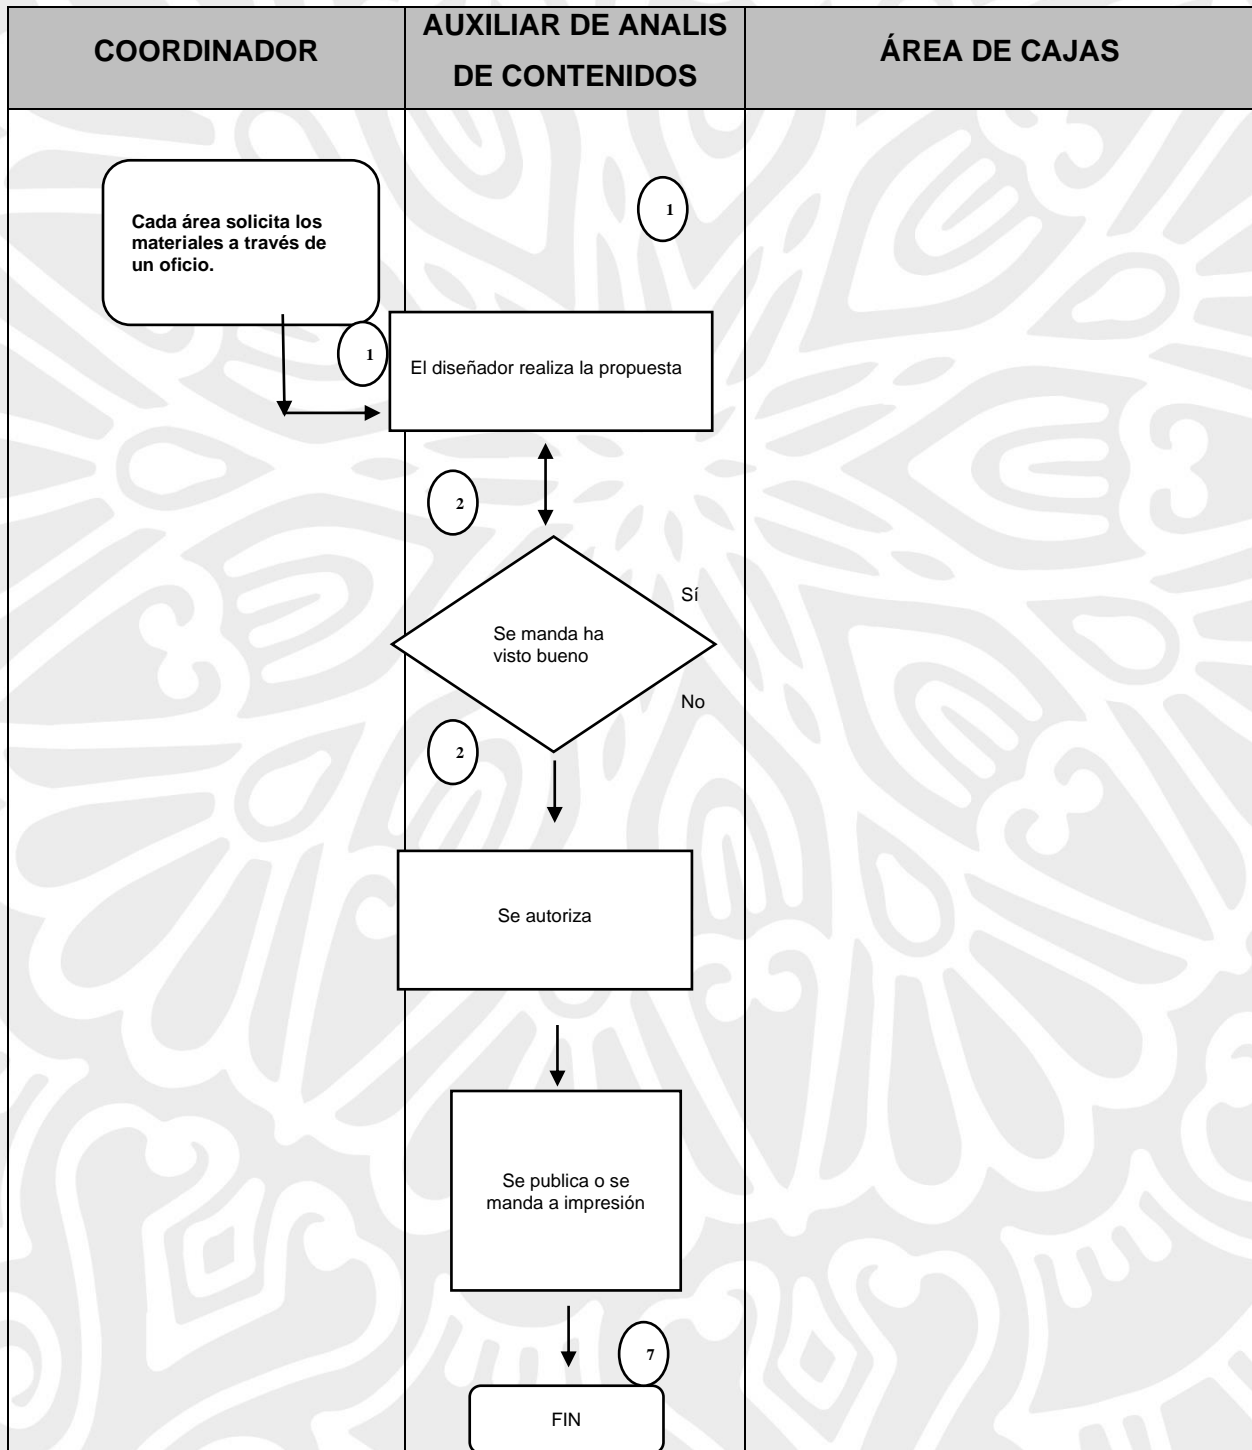 COORDINADOR
AUXILIAR DE ANALIS
DE CONTENIDOS
ÁREA DE CAJAS
Cada área solicita los
materiales a través de
un oficio.
1
1
El diseñador realiza la propuesta
2
Sí
Se manda ha
visto bueno
No
2
Se autoriza
Se publica o se
manda a impresión
7
FIN